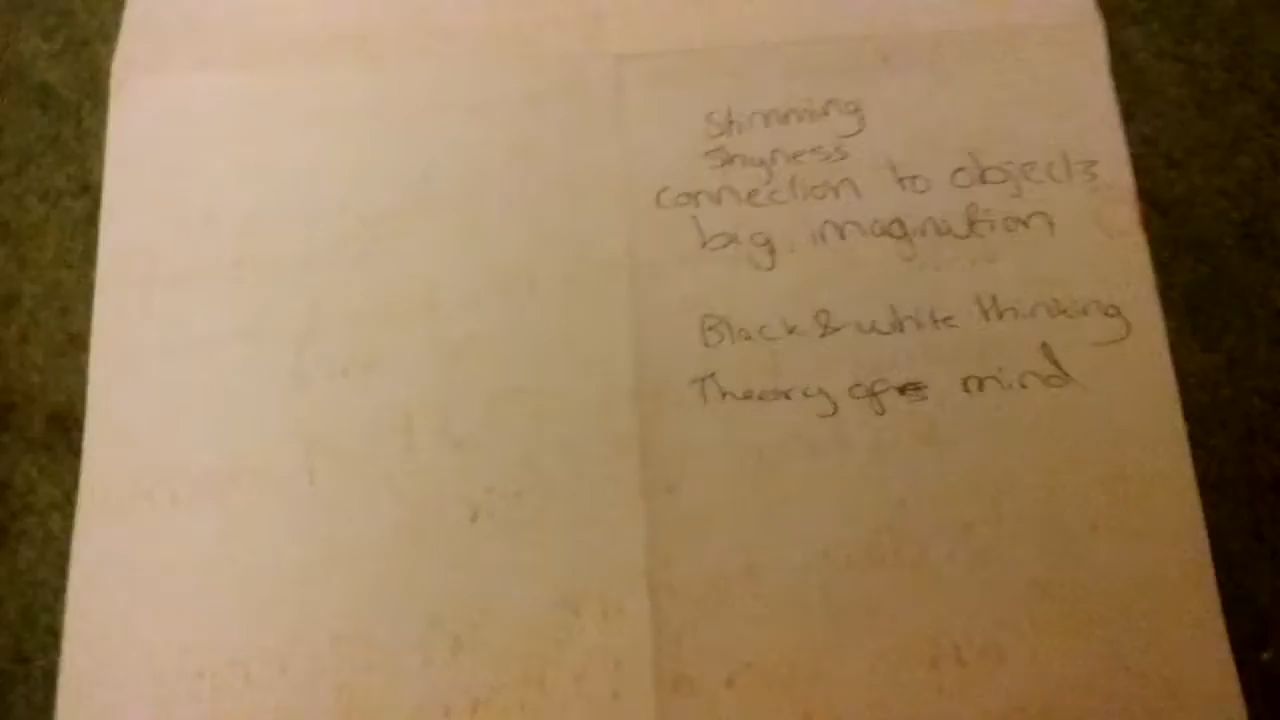 Stimming
Shyness
connection to objects
big imagination
Black & white thinking
Theory of mind